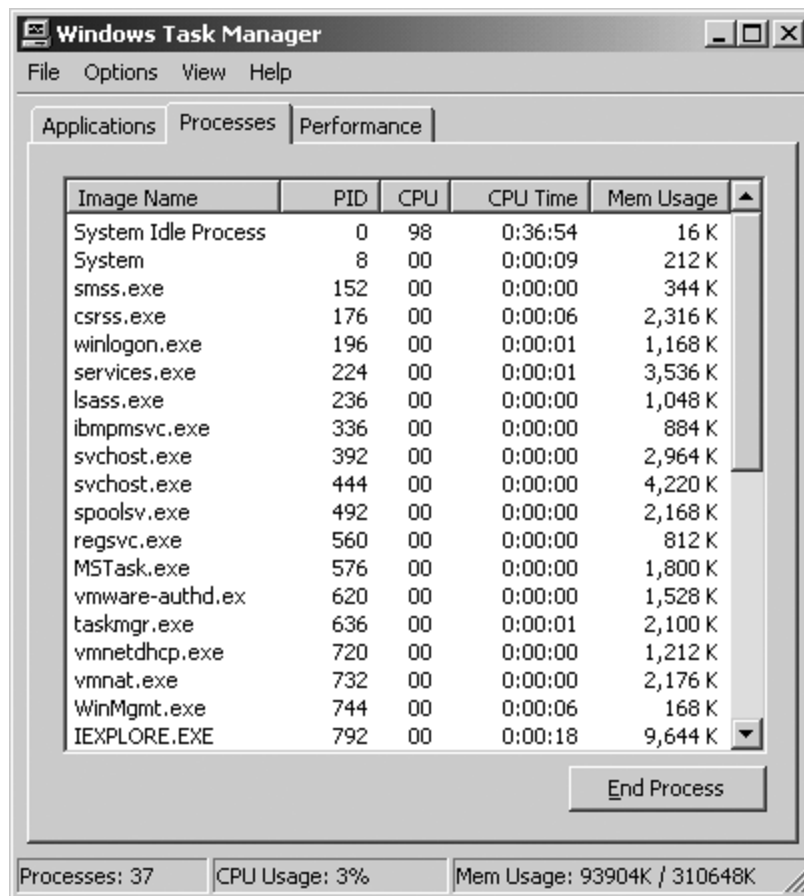 Windows Task Manager
File Options View Help
Applications Processes Performance
Image Name PID CPU CPU Time Mem Usage
System Idle Process 0 98 0:36:54 16 K
System 8 00 0:00:09 212 K
smss.exe 152 00 0:00:00 344 K
csrss.exe 176 00 0:00:06 2,316 K
winlogon.exe 196 00 0:00:01 1,168 K
services.exe 224 00 0:00:01 3,536 K
lsass.exe 236 00 0:00:00 1,048 K
ibmpmsvc.exe 336 00 0:00:00 884 K
svchost.exe 392 00 0:00:00 2,964 K
svchost.exe 444 00 0:00:00 4,220 K
spoolsv.exe 492 00 0:00:00 2,168 K
regsvc.exe 560 00 0:00:00 812 K
MSTask.exe 576 00 0:00:00 1,800 K
vmware-authd.ex 620 00 0:00:00 1,528 K
taskmgr.exe 636 00 0:00:01 2,100 K
vmnetdhcp.exe 720 00 0:00:00 1,212 K
vmnat.exe 732 00 0:00:00 2,176 K
WinMgmt.exe 744 00 0:00:06 168 K
IEXPLORE.EXE 792 00 0:00:18 9,644 K
End Process
Processes: 37 CPU Usage: 3% Mem Usage: 93904K / 310648K